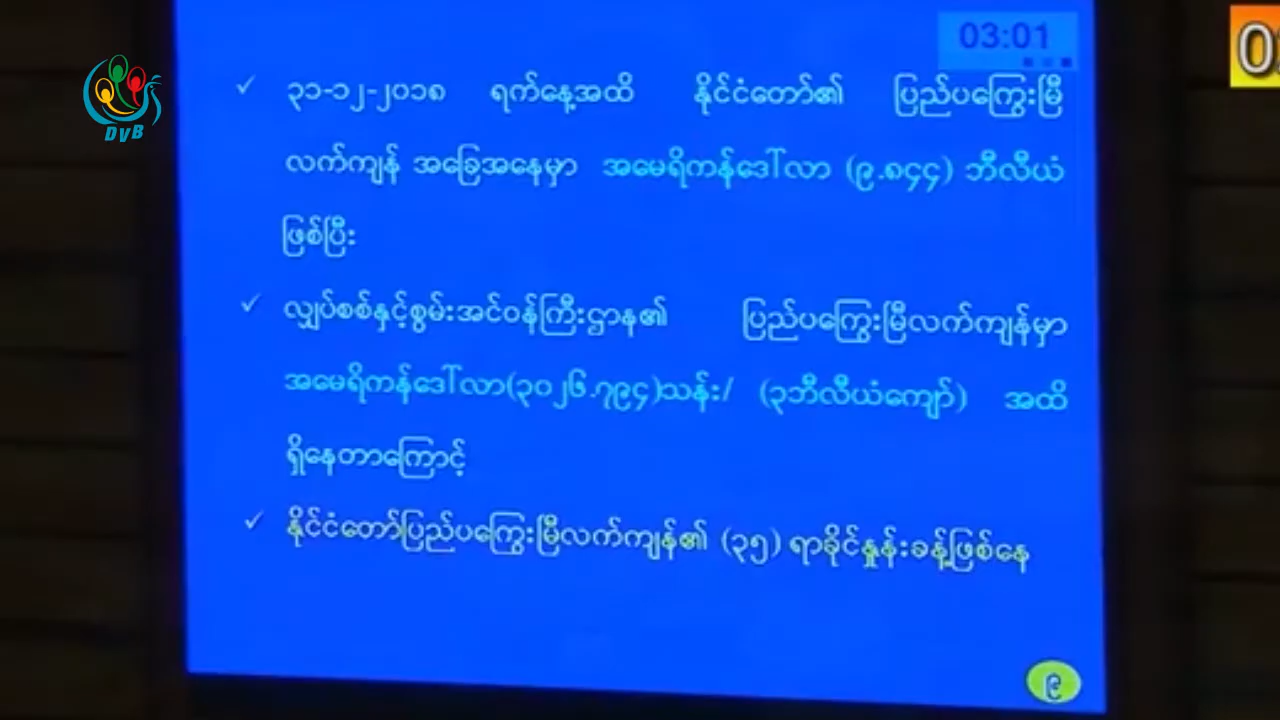 03:01
DVB
✓ ၃၁-၁၂-၂၀၁၈ ရက်နေ့အထိ နိုင်ငံတော်၏ ပြည်ပကြွေးမြီ
လက်ကျန် အခြေအနေမှာ အမေရိကန်ဒေါ်လာ (၉.၈၄၄) ဘီလီယံ
ဖြစ်ပြီး
✓ လျှပ်စစ်နှင့်စွမ်းအင်ဝန်ကြီးဌာန၏ ပြည်ပကြွေးမြီလက်ကျန်မှာ
အမေရိကန်ဒေါ်လာ(၃၀၂၆.၇၉၄)သန်း/ (၃ဘီလီယံကျော်) အထိ
ရှိနေတာကြောင့်
✓ နိုင်ငံတော်ပြည်ပကြွေးမြီလက်ကျန်၏ (၃၅) ရာခိုင်နှုန်းခန့်ဖြစ်နေ
၉